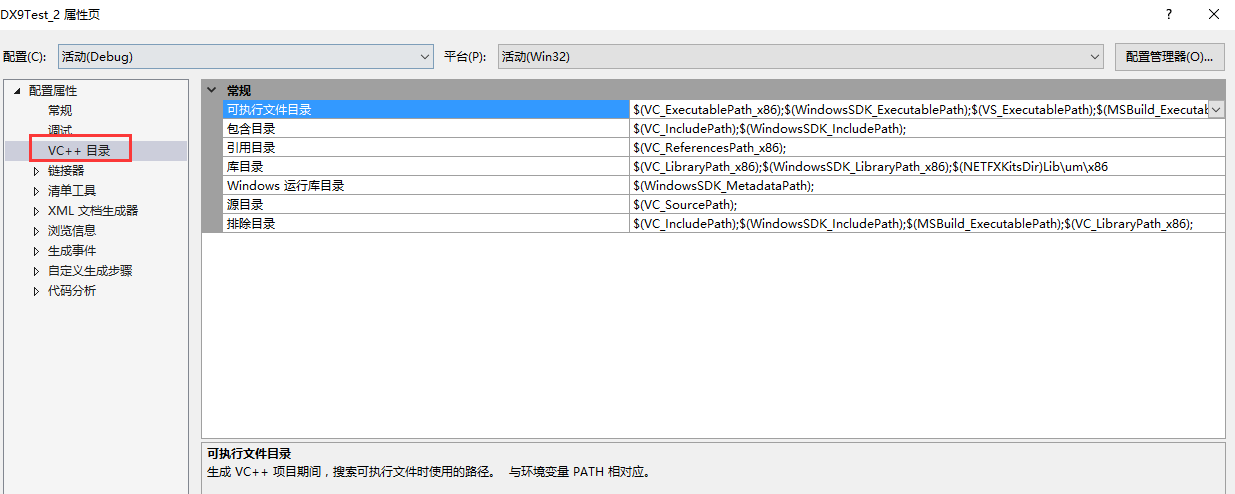 DX9Test_2 属性页
配置(C): 活动(Debug) 平台(P): 活动(Win32) 配置管理器(O)...
配置属性
常规
调试
VC++ 目录
链接器
清单工具
XML 文档生成器
浏览信息
生成事件
自定义生成步骤
代码分析
常规
可执行文件目录 $(VC_ExecutablePath_x86);$(WindowsSDK_ExecutablePath);$(VS_ExecutablePath);$(MSBuild_Executab
包含目录 $(VC_IncludePath);$(WindowsSDK_IncludePath);
引用目录 $(VC_ReferencesPath_x86);
库目录 $(VC_LibraryPath_x86);$(WindowsSDK_LibraryPath_x86);$(NETFXKitsDir)Lib\um\x86
Windows 运行库目录 $(WindowsSDK_MetadataPath);
源目录 $(VC_SourcePath);
排除目录 $(VC_IncludePath);$(WindowsSDK_IncludePath);$(MSBuild_ExecutablePath);$(VC_LibraryPath_x86);
可执行文件目录
生成 VC++ 项目期间，搜索可执行文件时使用的路径。 与环境变量 PATH 相对应。